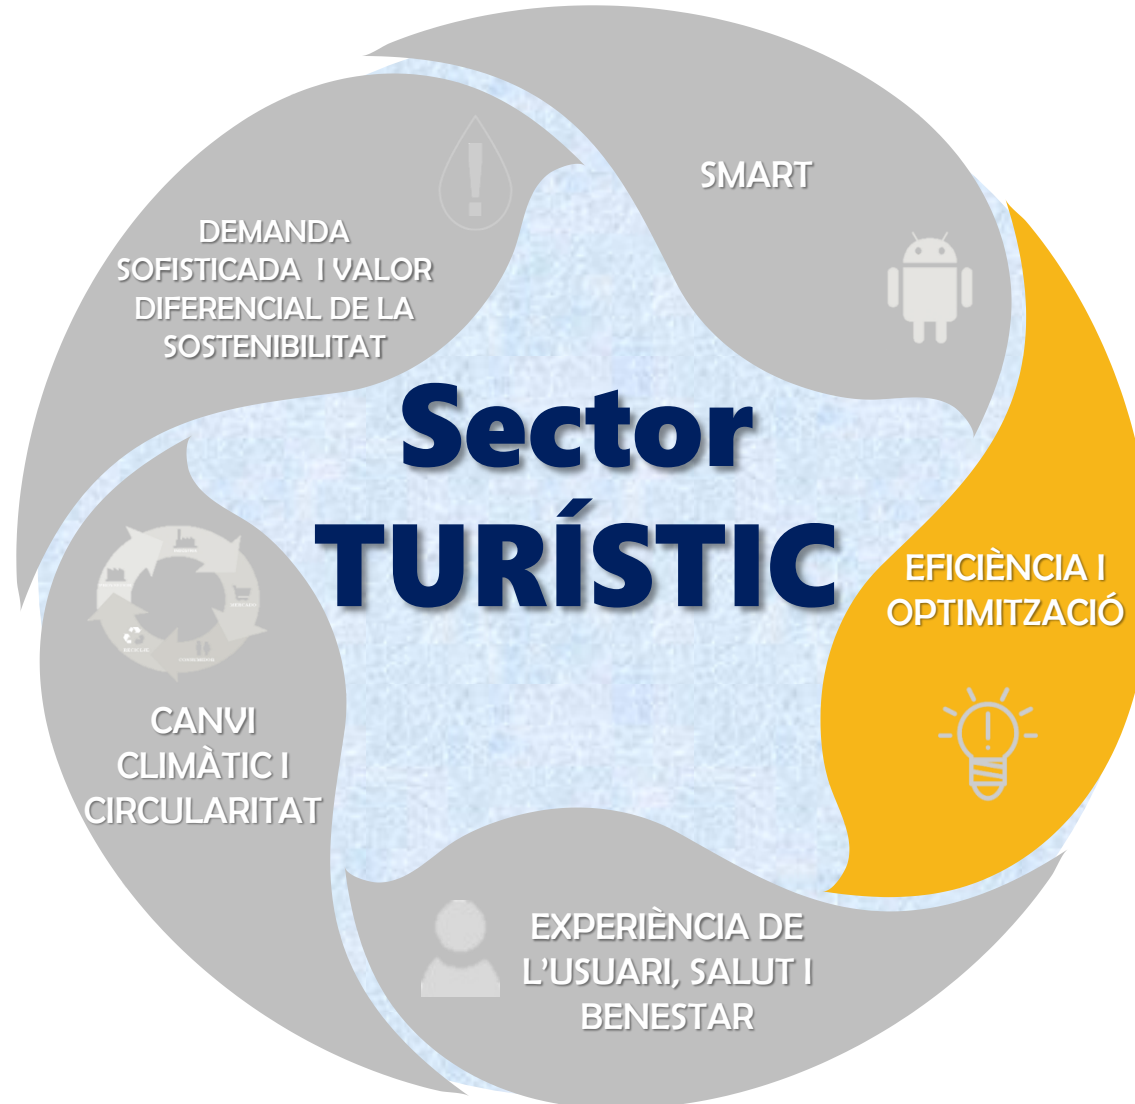 SMART
DEMANDA
SOFISTICADA I VALOR
DIFERENCIAL DE LA
SOSTENIBILITAT
Sector
TURÍSTIC
EFICIÈNCIA I
OPTIMITZACIÓ
CANVI
CLIMÀTIC I
CIRCULARITAT
EXPERIÈNCIA DE
L'USUARI, SALUT I
BENESTAR